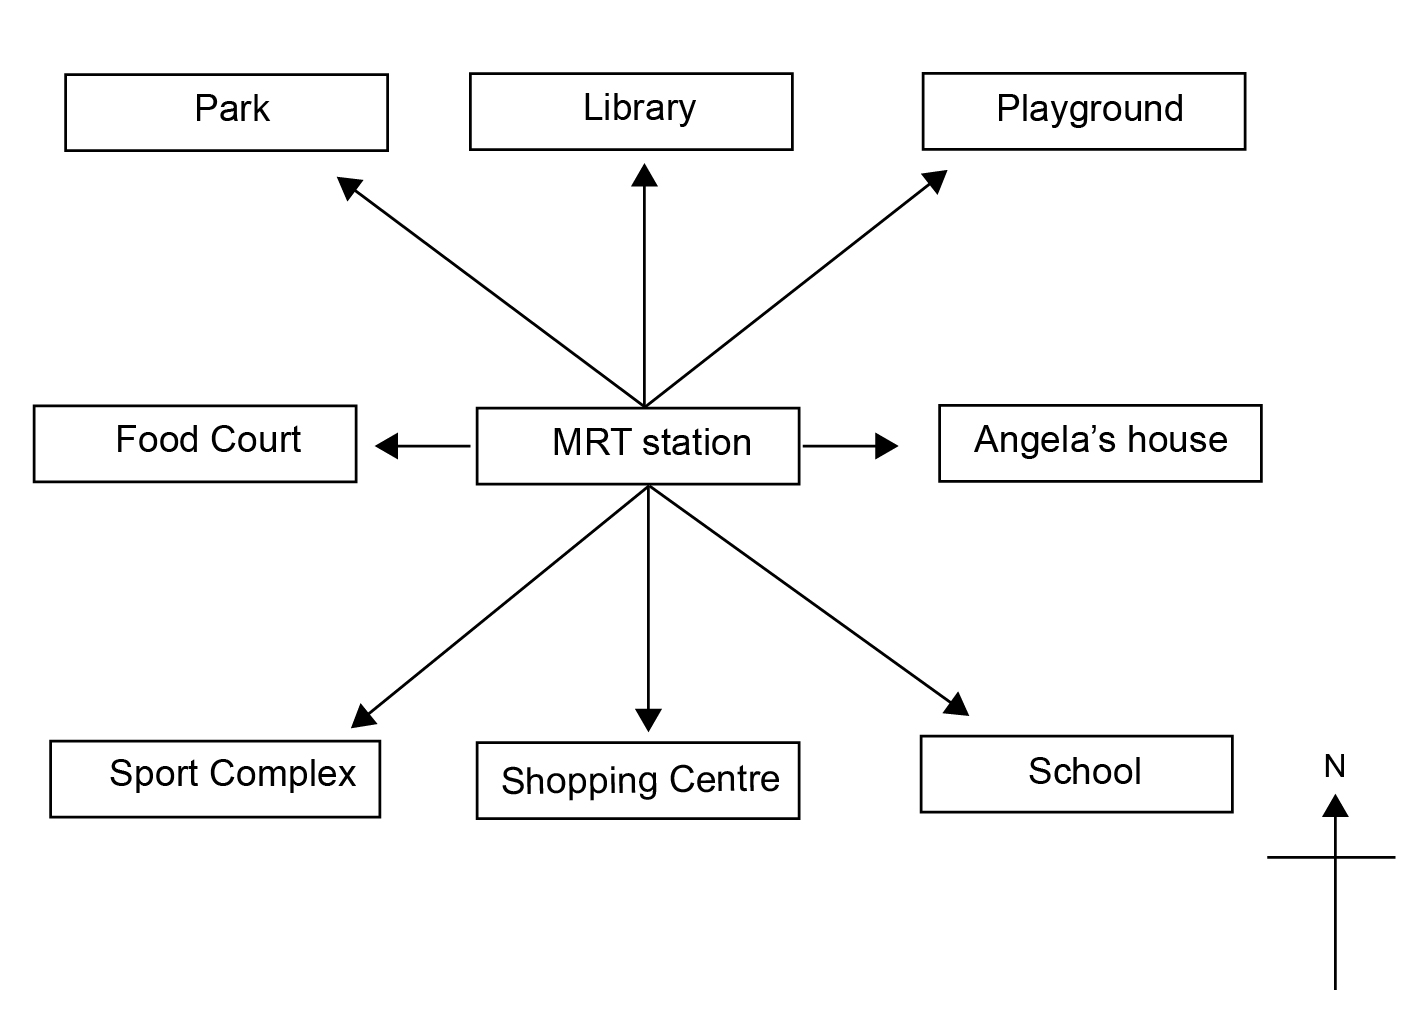 Park
Library
Playground
Food Court
MRT station
Angela's house
Sport Complex
Shopping Centre
School
N